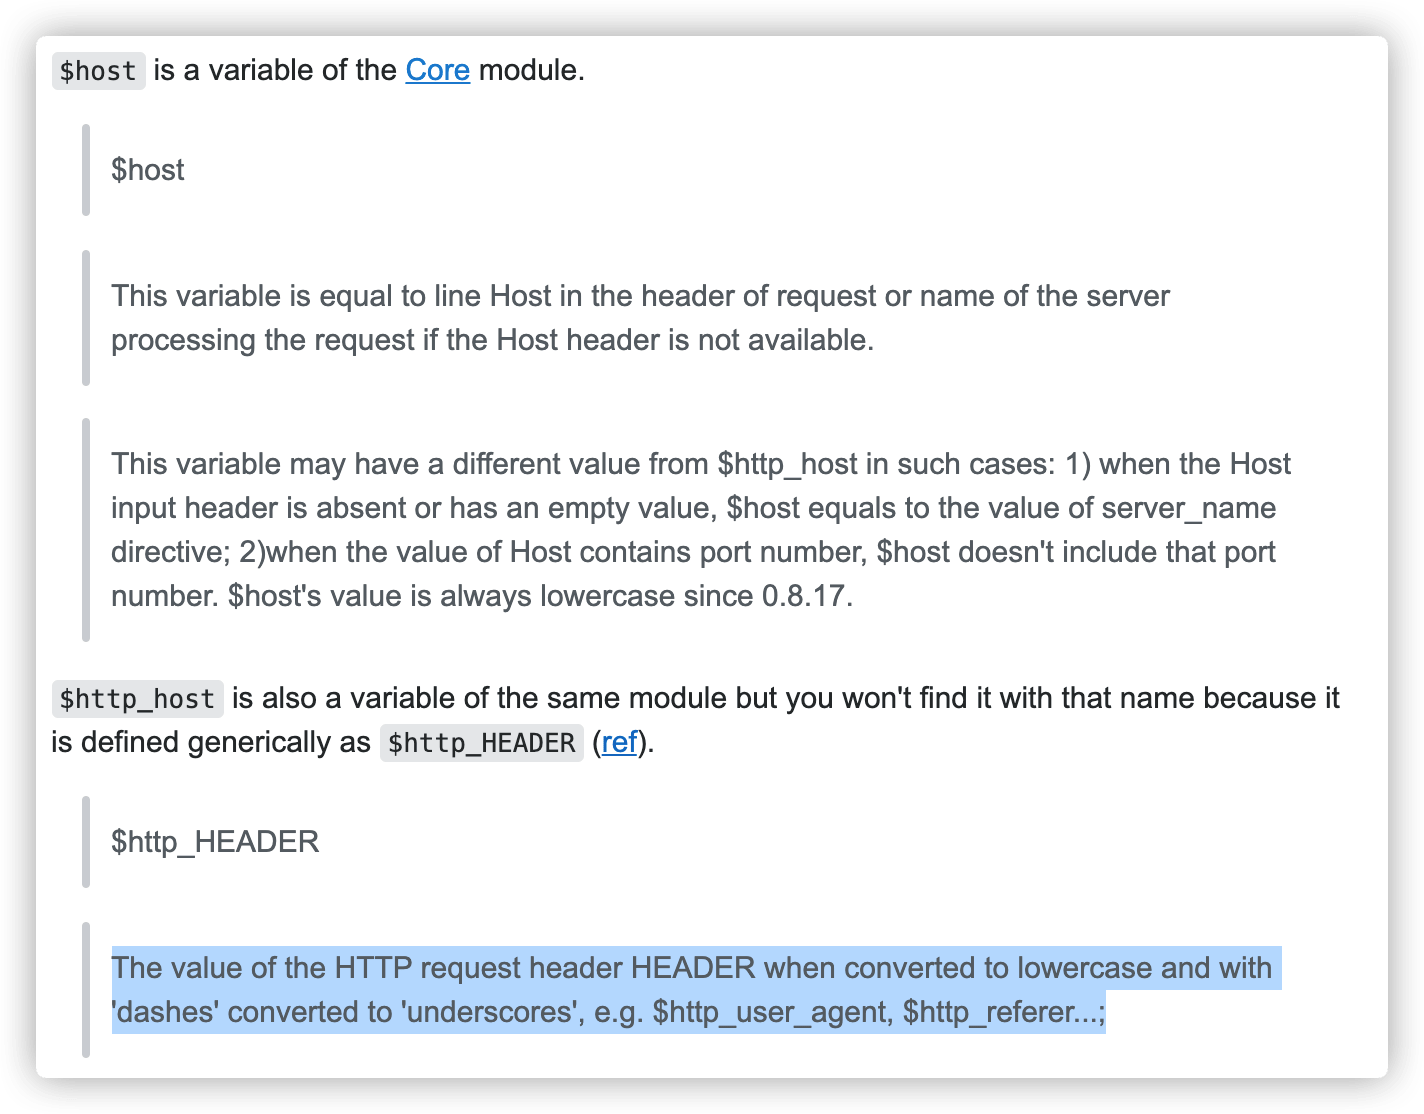 $host is a variable of the Core module.
$host
This variable is equal to line Host in the header of request or name of the server
processing the request if the Host header is not available.
This variable may have a different value from $http_host in such cases: 1) when the Host
input header is absent or has an empty value, $host equals to the value of server_name
directive; 2)when the value of Host contains port number, $host doesn't include that port
number. $host's value is always lowercase since 0.8.17.
$http_host is also a variable of the same module but you won't find it with that name because it
is defined generically as $http_HEADER (ref).
$http_HEADER
The value of the HTTP request header HEADER when converted to lowercase and with
'dashes' converted to 'underscores', e.g. $http_user_agent, $http_referer...;